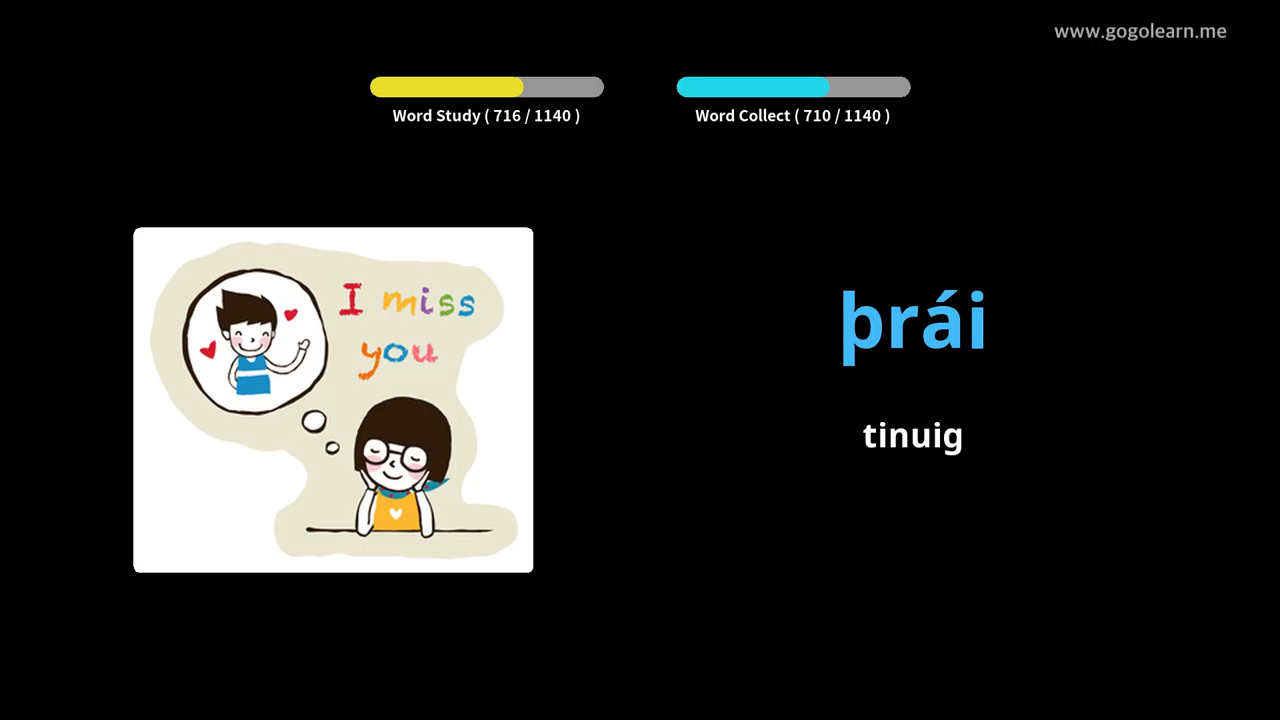 www.gogolearn.me
Word Study ( 716 / 1140 )
Word Collect ( 710 / 1140 )
I miss
you
þrái
tinuig